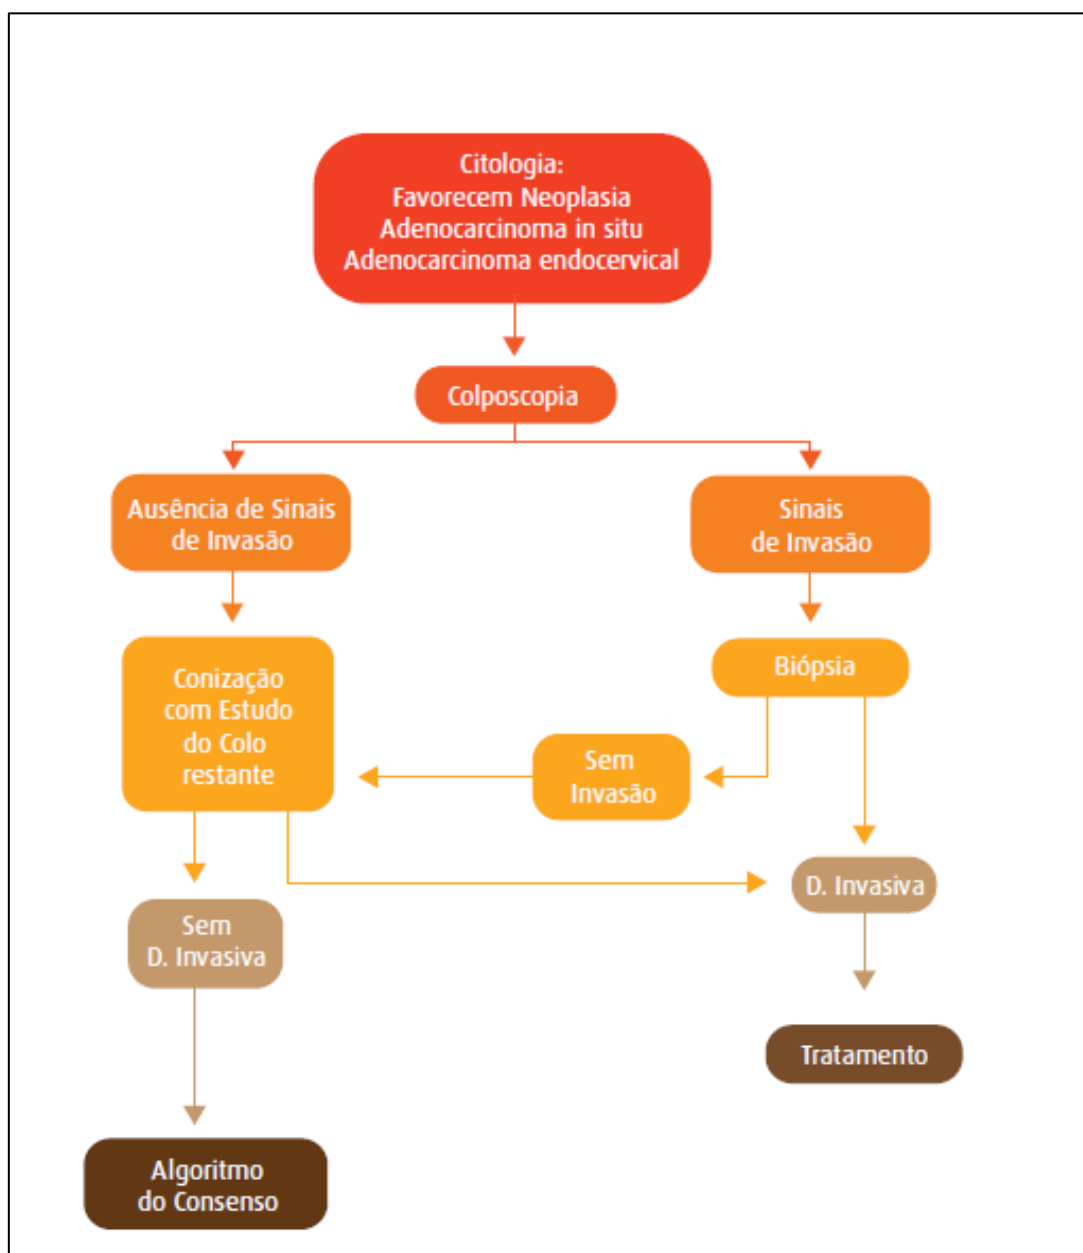 Citologia:
Favorecem Neoplasia
Adenocarcinoma in situ
Adenocarcinoma endocervical
Colposcopia
Ausência de Sinais
de Invasão
Sinais
de Invasão
Conização
com Estudo
do Colo
restante
Biópsia
Sem
Invasão
D. Invasiva
Sem
D. Invasiva
Tratamento
Algoritmo
do Consenso